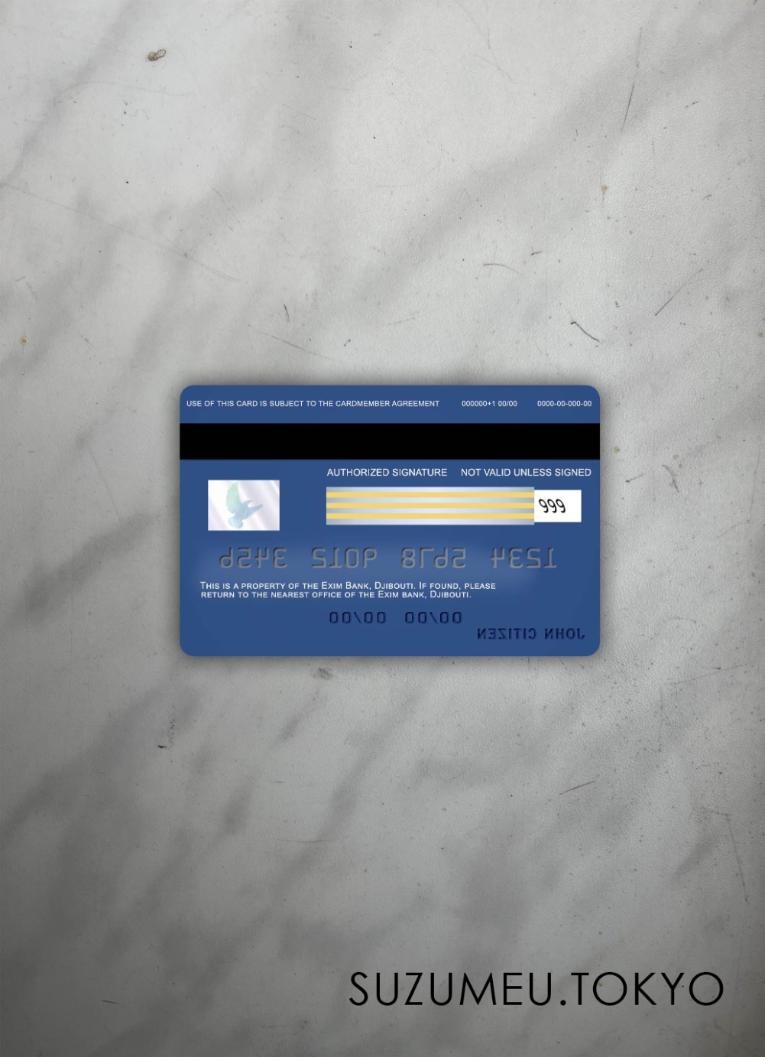 USE OF THIS CARD IS SUBJECT TO THE CARDMEMBER AGREEMENT 000000+1 00/00 0000-00-000-00
AUTHORIZED SIGNATURE NOT VALID UNLESS SIGNED
999
1234 5678 9012 3456
THIS IS A PROPERTY OF THE EXIM BANK, DJIBOUTI. IF FOUND, PLEASE
RETURN TO THE NEAREST OFFICE OF THE EXIM BANK, DJIBOUTI.
00/00 00/00
JOHN CITIZEN
SUZUMEU.TOKYO